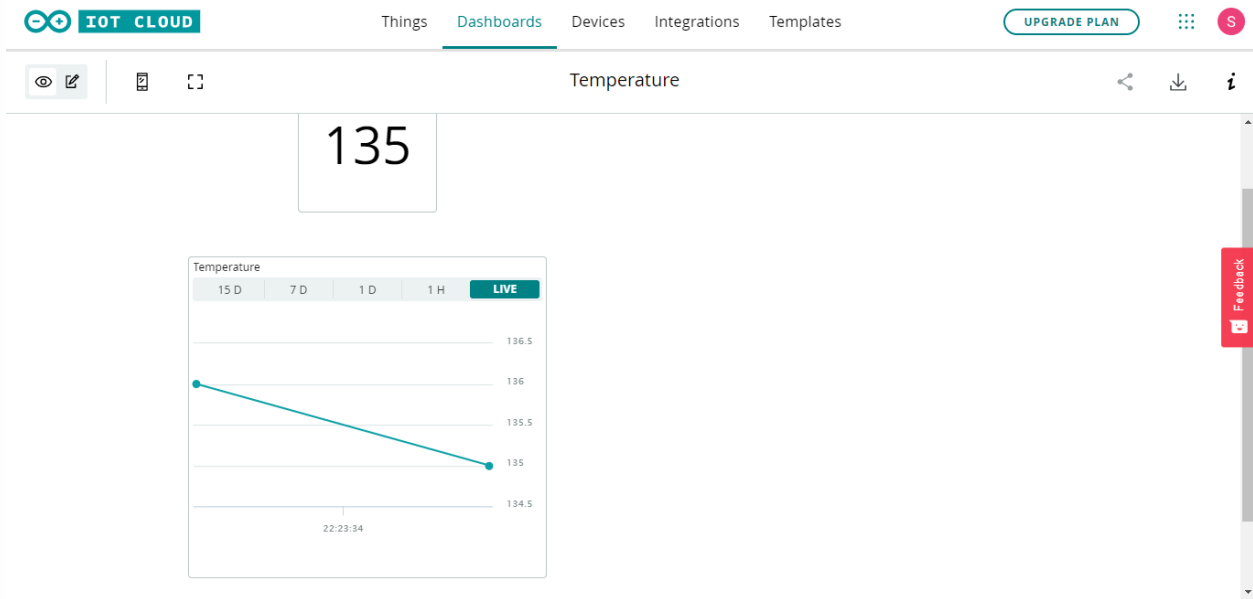 IOT CLOUD Things Dashboards Devices Integrations Templates UPGRADE PLAN S
Temperature
135
Temperature
15 D 7 D 1 D 1 H LIVE
136.5
136
135.5
135
134.5
22:23:34
Feedback